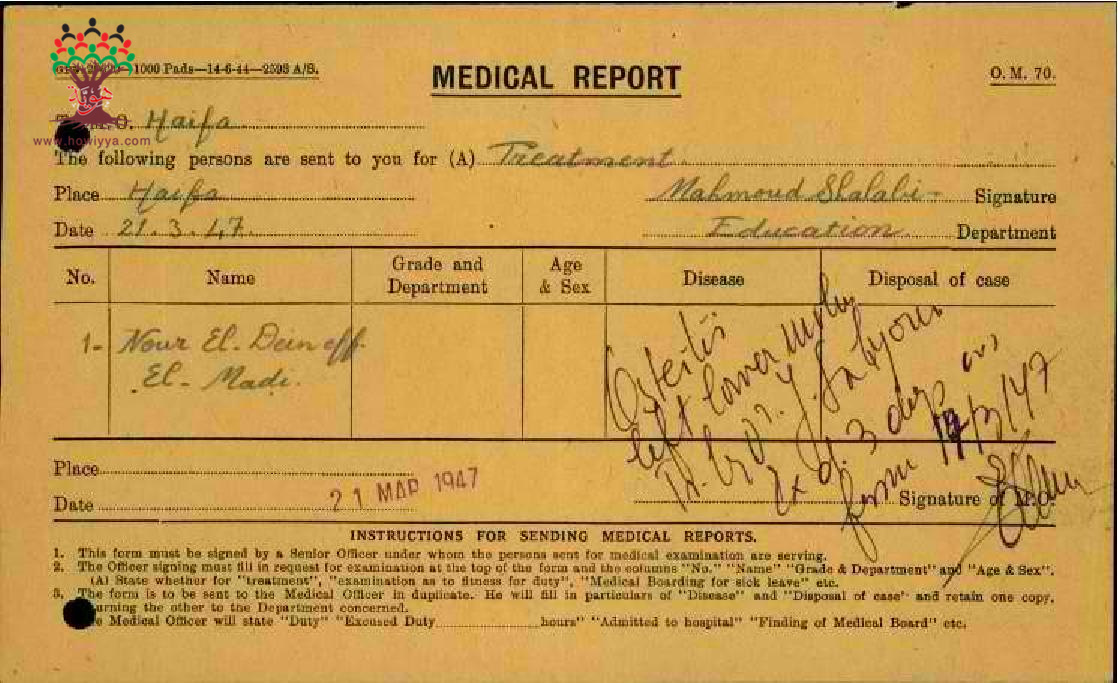 1000 Pads—14-6-44—2593 A/B.
MEDICAL REPORT
O. M. 70.
Haifa
www.howiyya.com
The following persons are sent to you for (A) Treatment
Place Haifa Mahmoud Shalabi Signature
Date 21.3.47. Education Department
No. Name Grade and Department Age & Sex Disease Disposal of case
1- Nour El-Dein eff.
El-Madi.
Osteitis
left lower
Dr. J.
Ex d. 3 days
from 19/3/47
Place
Date 21 MAR 1947 Signature of M.O.
INSTRUCTIONS FOR SENDING MEDICAL REPORTS.
1. This form must be signed by a Senior Officer under whom the persons sent for medical examination are serving.
2. The Officer signing must fill in request for examination at the top of the form and the columns "No." "Name" "Grade & Department" and "Age & Sex".
(A) State whether for "treatment", "examination as to fitness for duty", "Medical Boarding for sick leave" etc.
3. The form is to be sent to the Medical Officer in duplicate. He will fill in particulars of "Disease" and "Disposal of case" and retain one copy,
urning the other to the Department concerned.
e Medical Officer will state "Duty" "Excused Duty hours" "Admitted to hospital" "Finding of Medical Board" etc.